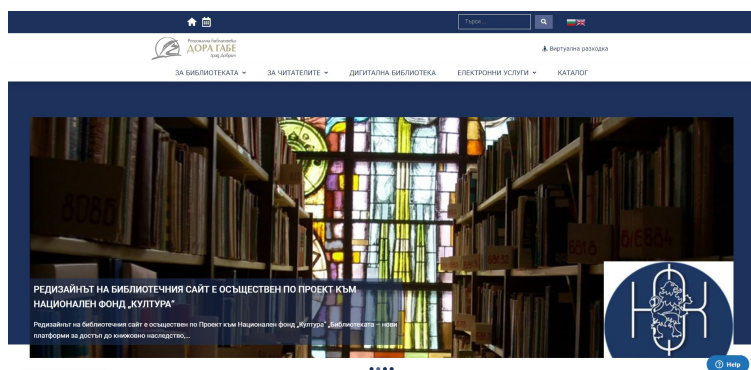 Търси ...
Регионална библиотека
ДОРА ГАБЕ
град Добрич
Виртуална разходка
ЗА БИБЛИОТЕКАТА
ЗА ЧИТАТЕЛИТЕ
ДИГИТАЛНА БИБЛИОТЕКА
ЕЛЕКТРОННИ УСЛУГИ
КАТАЛОГ
РЕДИЗАЙНЪТ НА БИБЛИОТЕЧНИЯ САЙТ Е ОСЪЩЕСТВЕН ПО ПРОЕКТ КЪМ
НАЦИОНАЛЕН ФОНД „КУЛТУРА“
Редизайнът на библиотечния сайт е осъществен по Проект към Национален фонд „Култура“ „Библиотеката – нови
платформи за достъп до книжовно наследство,...
Help